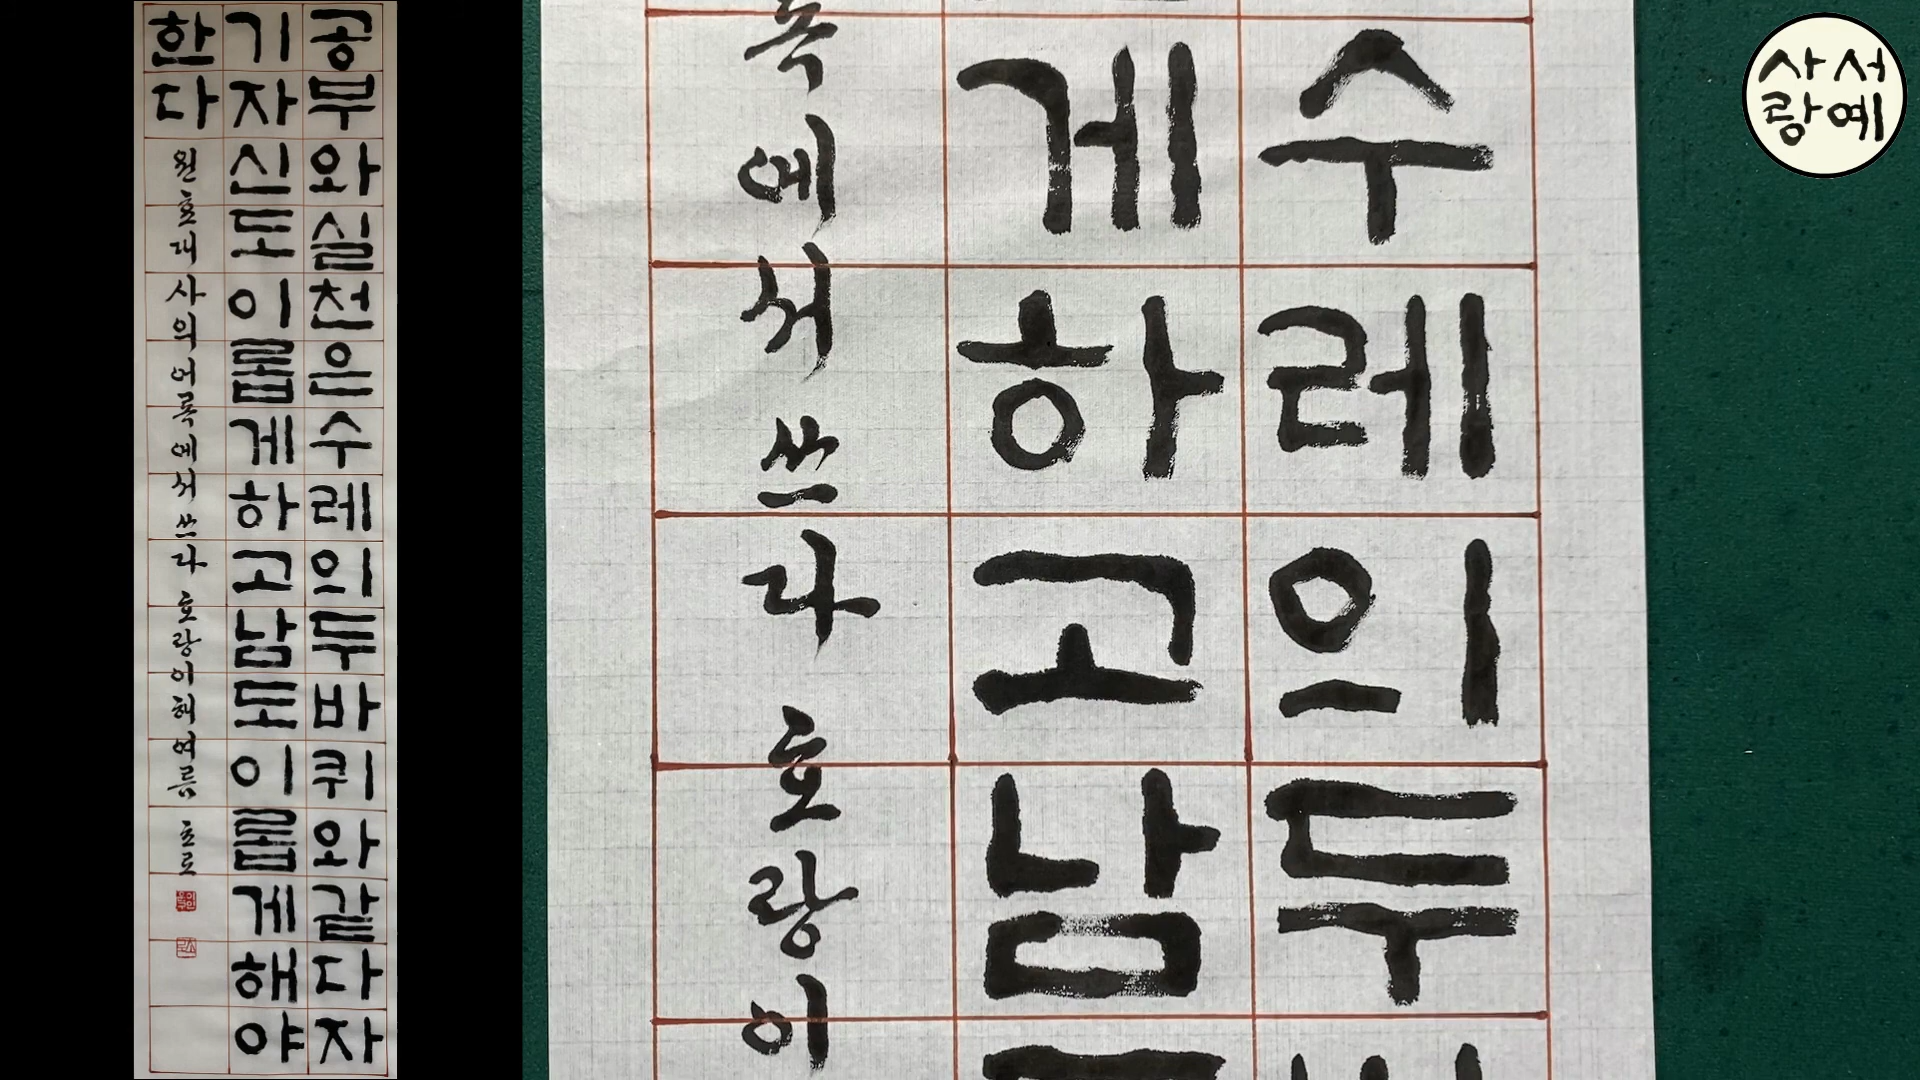 공부와실천은수레의두바퀴와같다자
기자신도이롭게하고남도이롭게해야
한다
원효대사의어록에서쓰다 호랑이해여름 초로
수레의두
게하고남
록에서쓰다 호랑이
서예
사랑